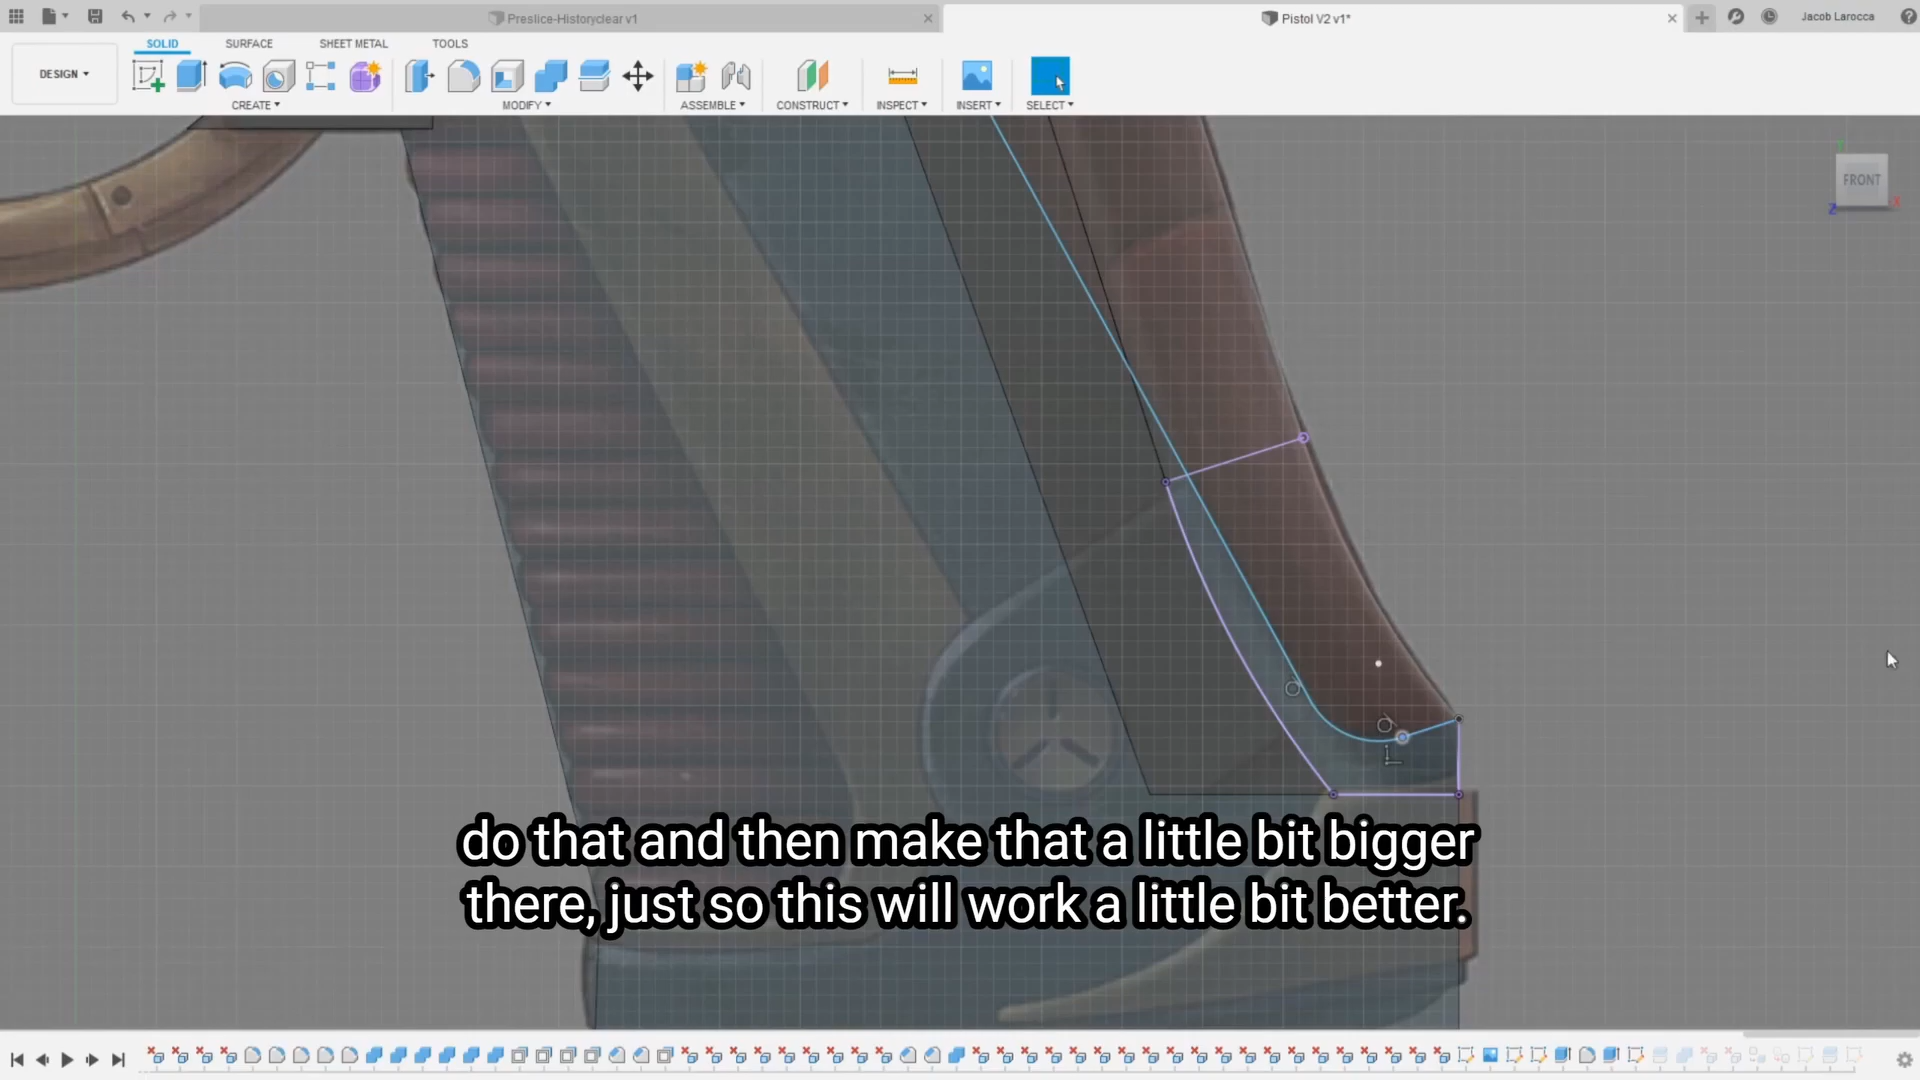 Preslice-Historyclear v1
Pistol V2 v1*
Jacob Larocca
DESIGN
SOLID
SURFACE
SHEET METAL
TOOLS
CREATE
MODIFY
ASSEMBLE
CONSTRUCT
INSPECT
INSERT
SELECT
Y
FRONT
Z
X
do that and then make that a little bit bigger
there, just so this will work a little bit better.